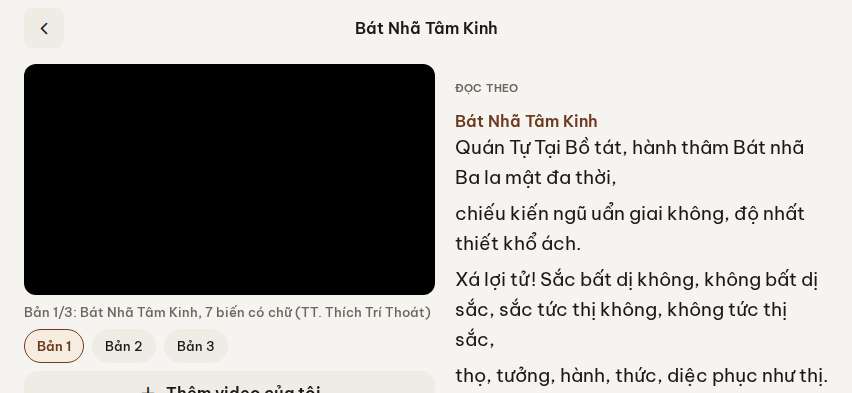 Bát Nhã Tâm Kinh
Bản 1/3: Bát Nhã Tâm Kinh, 7 biến có chữ (TT. Thích Trí Thoát)
Bản 1
Bản 2
Bản 3
Thêm video của tôi
ĐỌC THEO
Bát Nhã Tâm Kinh
Quán Tự Tại Bồ tát, hành thâm Bát nhã
Ba la mật đa thời,
chiếu kiến ngũ uẩn giai không, độ nhất
thiết khổ ách.
Xá lợi tử! Sắc bất dị không, không bất dị
sắc, sắc tức thị không, không tức thị
sắc,
thọ, tưởng, hành, thức, diệc phục như thị.